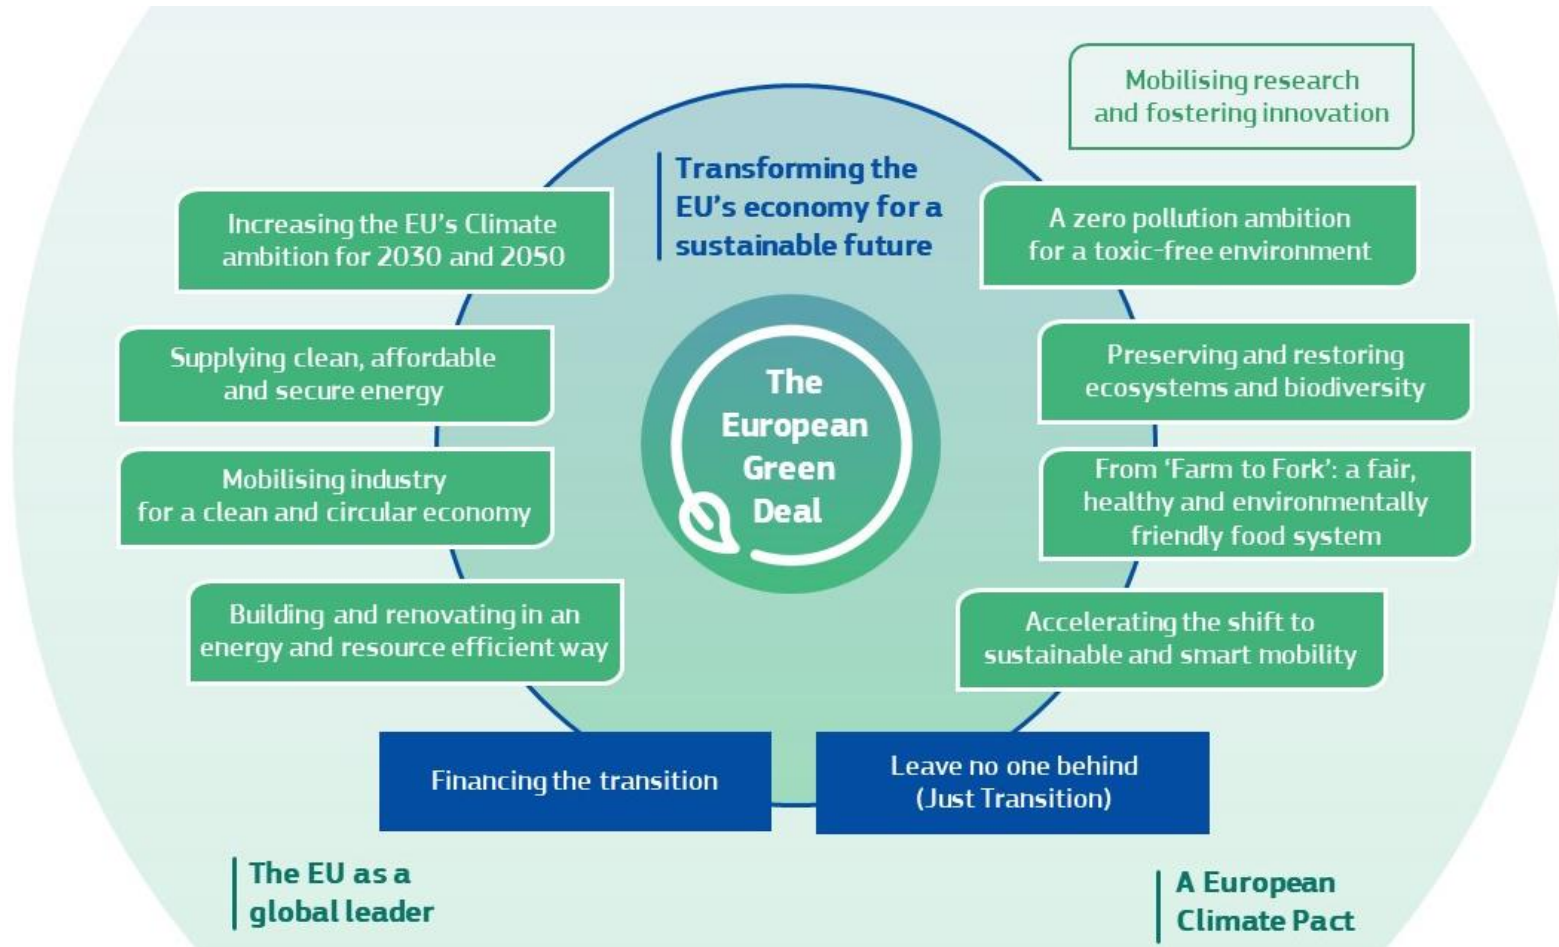 Mobilising research
and fostering innovation
Transforming the
EU's economy for a
sustainable future
Increasing the EU's Climate
ambition for 2030 and 2050
A zero pollution ambition
for a toxic-free environment
Supplying clean, affordable
and secure energy
The
European
Green
Deal
Preserving and restoring
ecosystems and biodiversity
Mobilising industry
for a clean and circular economy
From ‘Farm to Fork’: a fair,
healthy and environmentally
friendly food system
Building and renovating in an
energy and resource efficient way
Accelerating the shift to
sustainable and smart mobility
Financing the transition
Leave no one behind
(Just Transition)
The EU as a
global leader
A European
Climate Pact